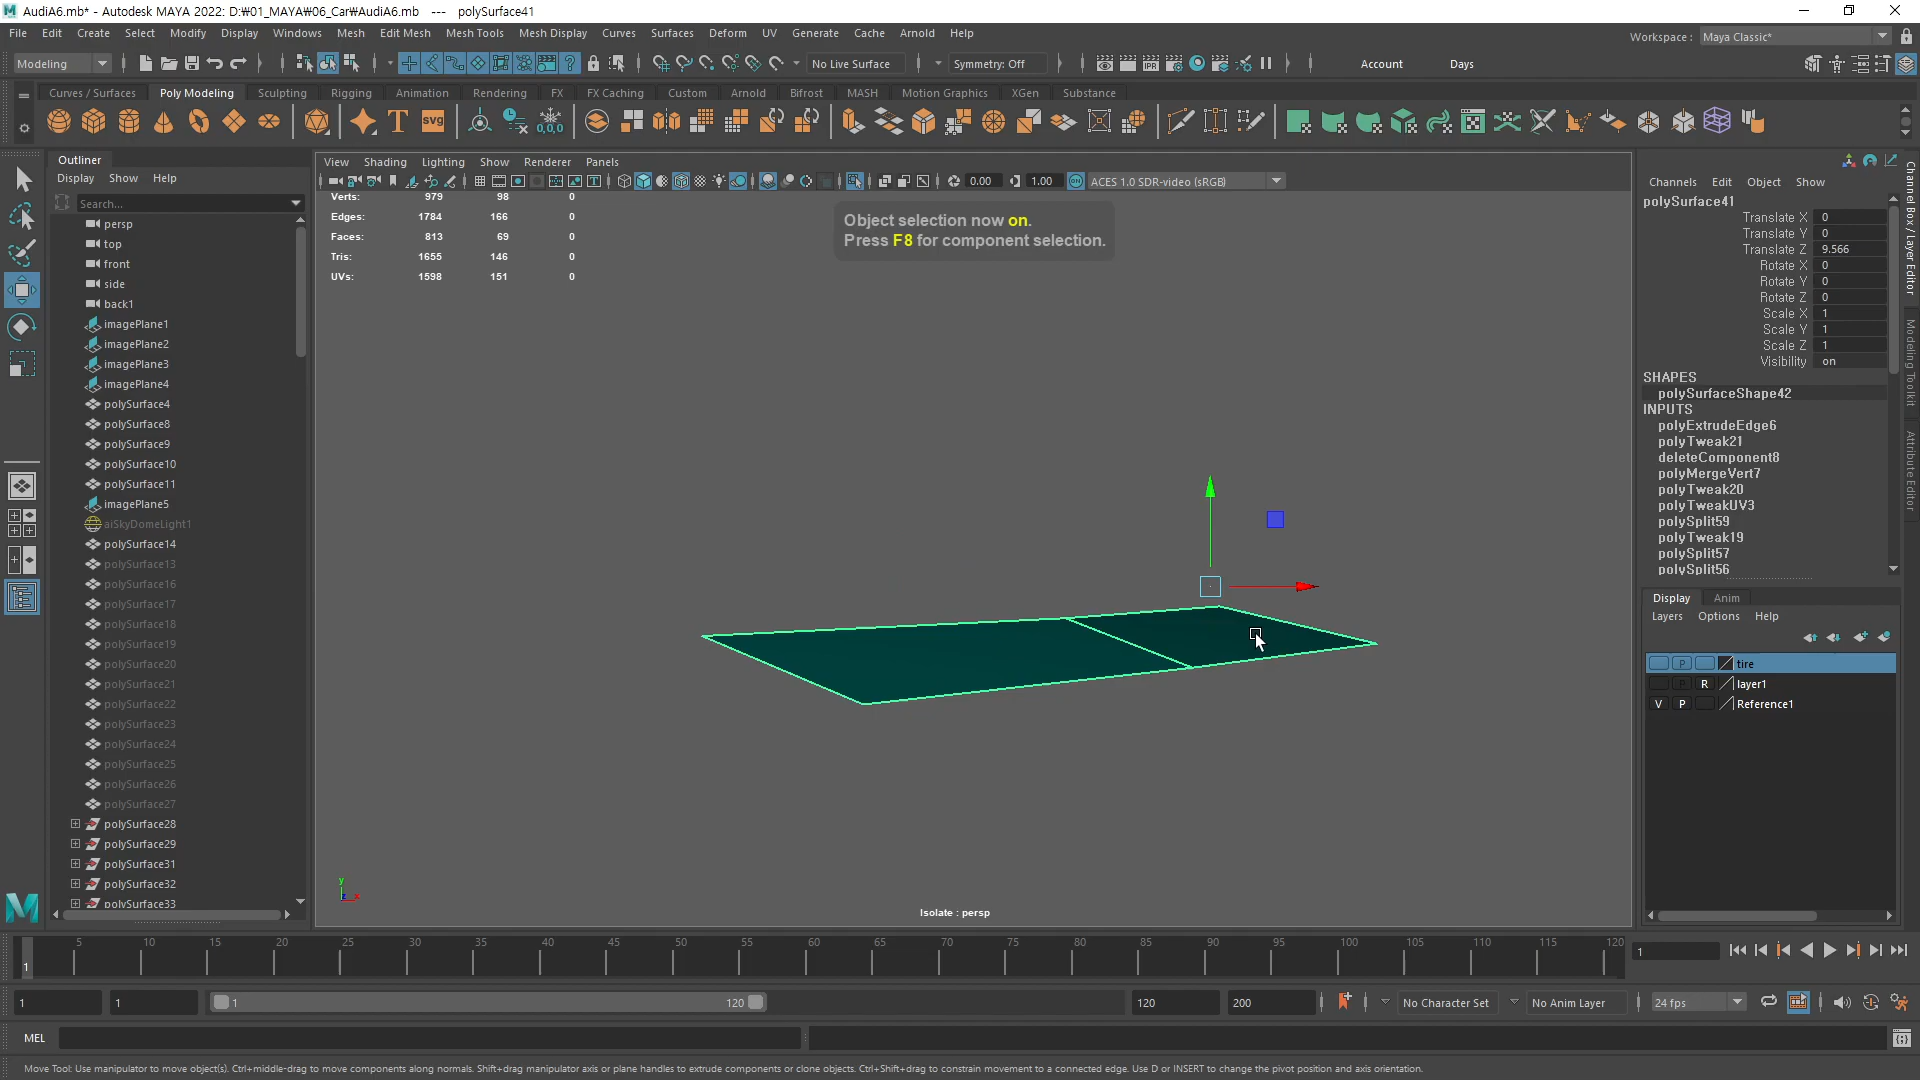 AudiA6.mb* - Autodesk MAYA 2022: D:₩01_MAYA₩06_Car₩AudiA6.mb --- polySurface41
File Edit Create Select Modify Display Windows Mesh Edit Mesh Mesh Tools Mesh Display Curves Surfaces Deform UV Generate Cache Arnold Help
Workspace : Maya Classic*
Modeling No Live Surface Symmetry: Off Account Days
Curves / Surfaces Poly Modeling Sculpting Rigging Animation Rendering FX FX Caching Custom Arnold Bifrost MASH Motion Graphics XGen Substance
T svg 0,0,0
Outliner
Display Show Help
Search...
persp
top
front
side
back1
imagePlane1
imagePlane2
imagePlane3
imagePlane4
polySurface4
polySurface8
polySurface9
polySurface10
polySurface11
imagePlane5
aiSkyDomeLight1
polySurface14
polySurface13
polySurface16
polySurface17
polySurface18
polySurface19
polySurface20
polySurface21
polySurface22
polySurface23
polySurface24
polySurface25
polySurface26
polySurface27
polySurface28
polySurface29
polySurface31
polySurface32
polySurface33
View Shading Lighting Show Renderer Panels
0.00 1.00 ACES 1.0 SDR-video (sRGB)
Verts: 979 98 0
Edges: 1784 166 0
Faces: 813 69 0
Tris: 1655 146 0
UVs: 1598 151 0
Object selection now on.
Press F8 for component selection.
y
x
Isolate : persp
Channels Edit Object Show
polySurface41
Translate X 0
Translate Y 0
Translate Z 9.566
Rotate X 0
Rotate Y 0
Rotate Z 0
Scale X 1
Scale Y 1
Scale Z 1
Visibility on
SHAPES
polySurfaceShape42
INPUTS
polyExtrudeEdge6
polyTweak21
deleteComponent8
polyMergeVert7
polyTweak20
polyTweakUV3
polySplit59
polyTweak19
polySplit57
polySplit56
Display Anim
Layers Options Help
P tire
P R layer1
V P Reference1
Channel Box / Layer Editor
Modeling Toolkit
Attribute Editor
5 10 15 20 25 30 35 40 45 50 55 60 65 70 75 80 85 90 95 100 105 110 115 120
1
1
1 1 1 120 120 200 No Character Set No Anim Layer 24 fps
MEL
Move Tool: Use manipulator to move object(s). Ctrl+middle-drag to move components along normals. Shift+drag manipulator axis or plane handles to extrude components or clone objects. Ctrl+Shift+drag to constrain movement to a connected edge. Use D or INSERT to change the pivot position and axis orientation.